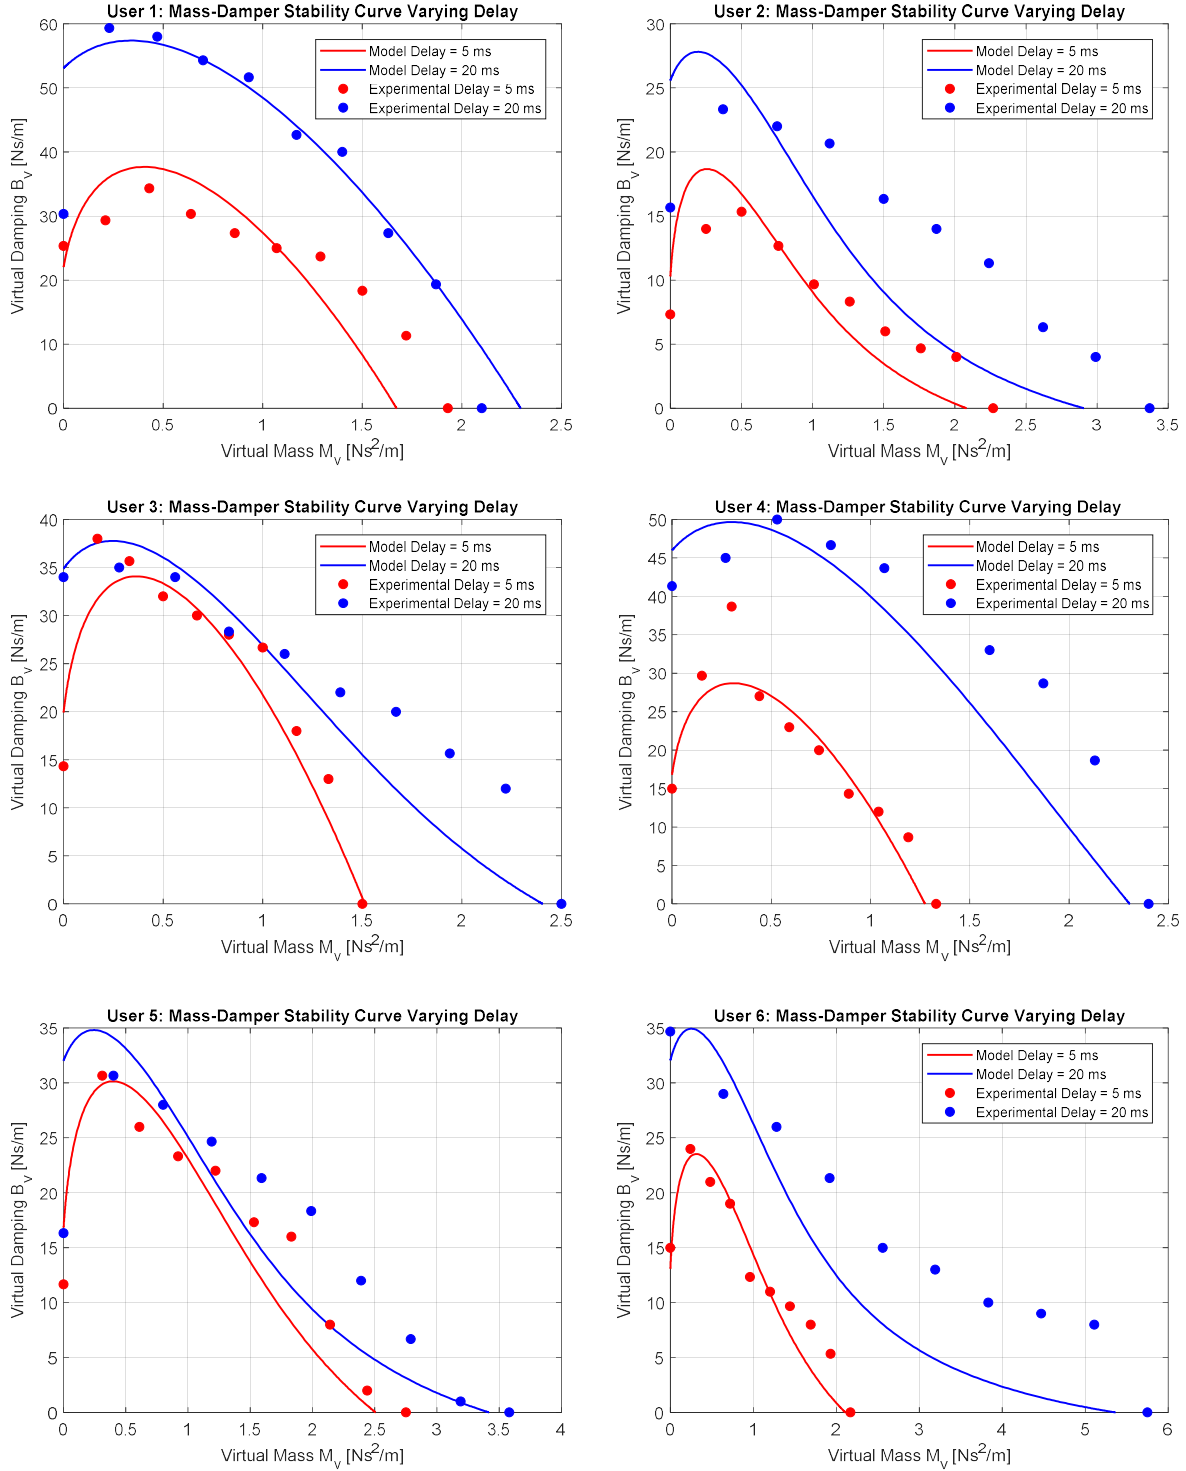 User 1: Mass-Damper Stability Curve Varying Delay
60
50
40
30
20
10
0
Virtual Damping B_v [Ns/m]
Model Delay = 5 ms
Model Delay = 20 ms
Experimental Delay = 5 ms
Experimental Delay = 20 ms
0 0.5 1 1.5 2 2.5
Virtual Mass M_v [Ns²/m]
User 2: Mass-Damper Stability Curve Varying Delay
30
25
20
15
10
5
0
Virtual Damping B_v [Ns/m]
Model Delay = 5 ms
Model Delay = 20 ms
Experimental Delay = 5 ms
Experimental Delay = 20 ms
0 0.5 1 1.5 2 2.5 3 3.5
Virtual Mass M_v [Ns²/m]
User 3: Mass-Damper Stability Curve Varying Delay
40
35
30
25
20
15
10
5
0
Virtual Damping B_v [Ns/m]
Model Delay = 5 ms
Model Delay = 20 ms
Experimental Delay = 5 ms
Experimental Delay = 20 ms
0 0.5 1 1.5 2 2.5
Virtual Mass M_v [Ns²/m]
User 4: Mass-Damper Stability Curve Varying Delay
50
45
40
35
30
25
20
15
10
5
0
Virtual Damping B_v [Ns/m]
Model Delay = 5 ms
Model Delay = 20 ms
Experimental Delay = 5 ms
Experimental Delay = 20 ms
0 0.5 1 1.5 2 2.5
Virtual Mass M_v [Ns²/m]
User 5: Mass-Damper Stability Curve Varying Delay
35
30
25
20
15
10
5
0
Virtual Damping B_v [Ns/m]
0 0.5 1 1.5 2 2.5 3 3.5 4
Virtual Mass M_v [Ns²/m]
User 6: Mass-Damper Stability Curve Varying Delay
35
30
25
20
15
10
5
0
Virtual Damping B_v [Ns/m]
Model Delay = 5 ms
Model Delay = 20 ms
Experimental Delay = 5 ms
Experimental Delay = 20 ms
0 1 2 3 4 5 6
Virtual Mass M_v [Ns²/m]